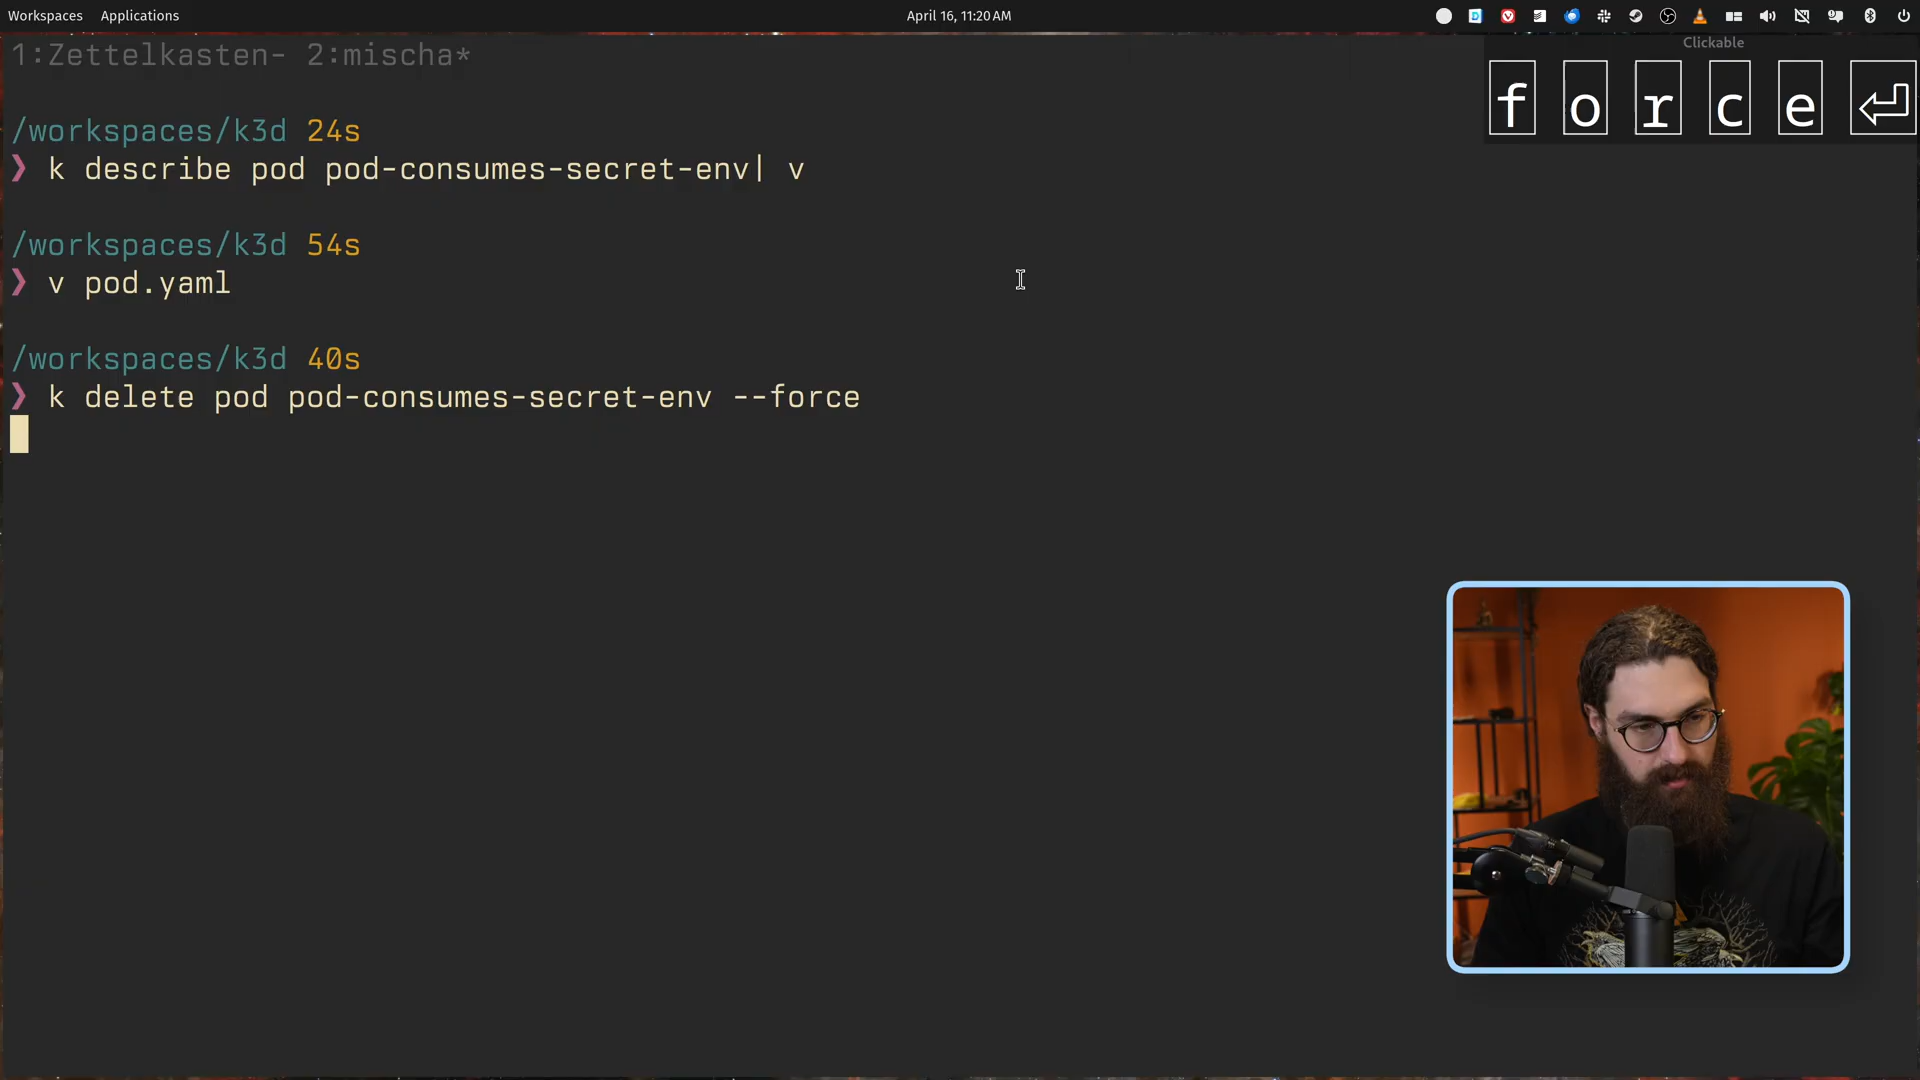 Workspaces Applications April 16, 11:20 AM
1:Zettelkasten- 2:mischa*
Clickable
f o r c e ⏎
/workspaces/k3d 24s
❯ k describe pod pod-consumes-secret-env| v
/workspaces/k3d 54s
❯ v pod.yaml
/workspaces/k3d 40s
❯ k delete pod pod-consumes-secret-env --force